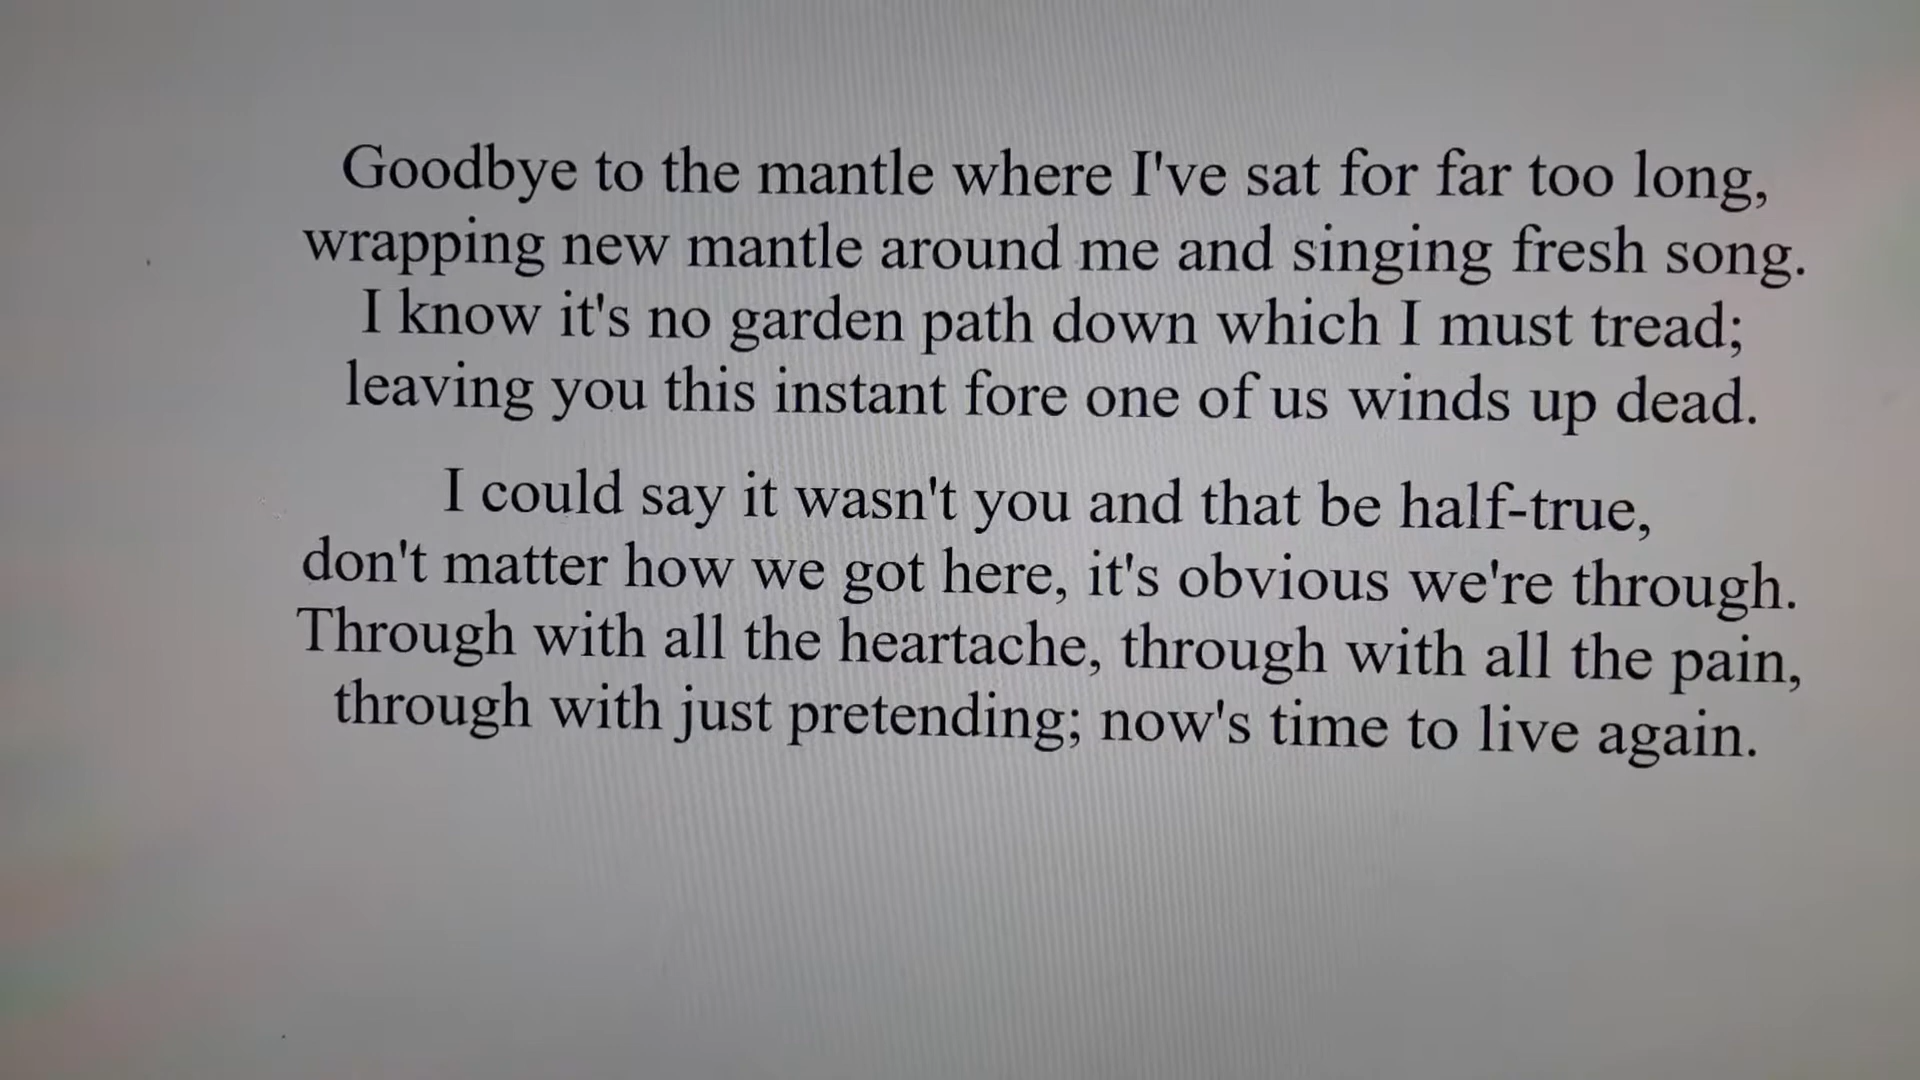 Goodbye to the mantle where I've sat for far too long,
wrapping new mantle around me and singing fresh song.
I know it's no garden path down which I must tread;
leaving you this instant fore one of us winds up dead.
I could say it wasn't you and that be half-true,
don't matter how we got here, it's obvious we're through.
Through with all the heartache, through with all the pain,
through with just pretending; now's time to live again.